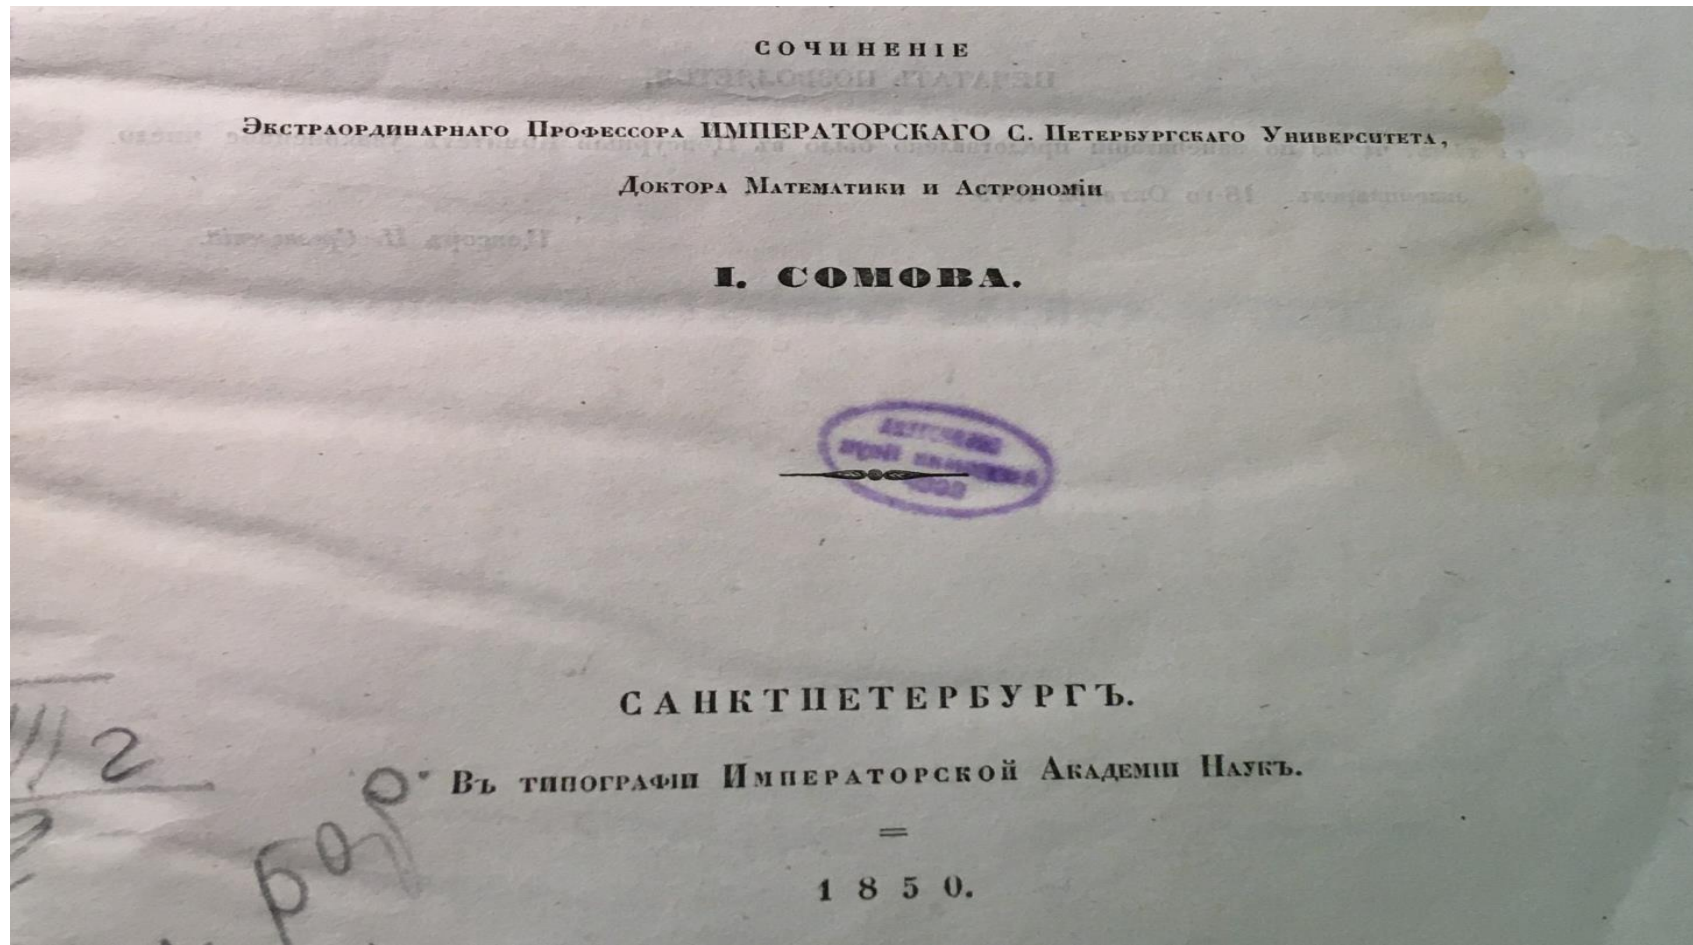 СОЧИНЕНІЕ
Экстраординарнаго Профессора ИМПЕРАТОРСКАГО С. Петербургскаго Университета,
Доктора Математики и Астрономіи
І. СОМОВА.
САНКТПЕТЕРБУРГЪ.
Въ типографіи Императорской Академіи Наукъ.
1850.